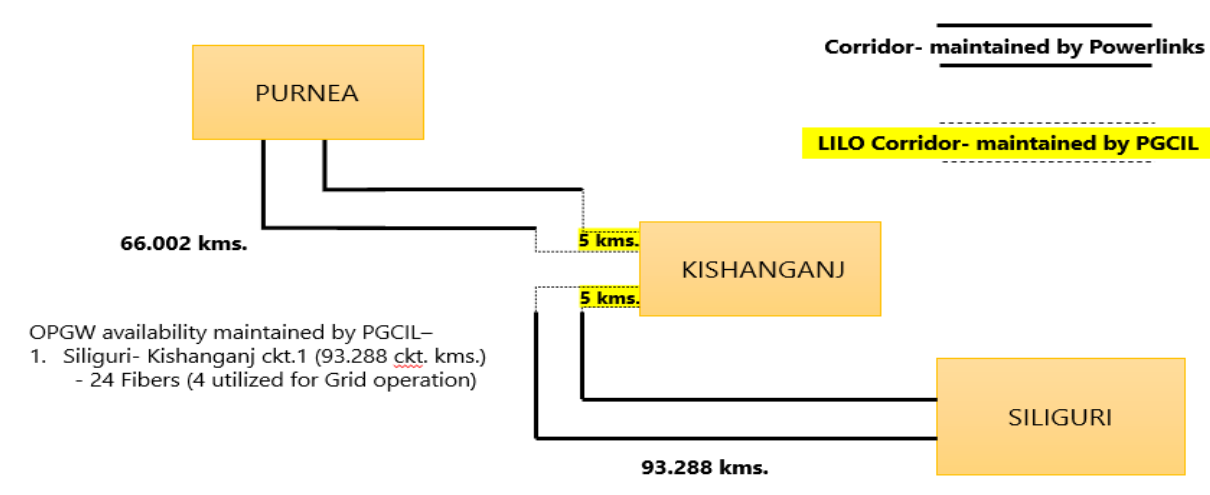 Corridor- maintained by Powerlinks
PURNEA
LILO Corridor- maintained by PGCIL
66.002 kms.
5 kms.
KISHANGANJ
5 kms.
OPGW availability maintained by PGCIL–
1. Siliguri- Kishanganj ckt.1 (93.288 ckt. kms.)
- 24 Fibers (4 utilized for Grid operation)
SILIGURI
93.288 kms.